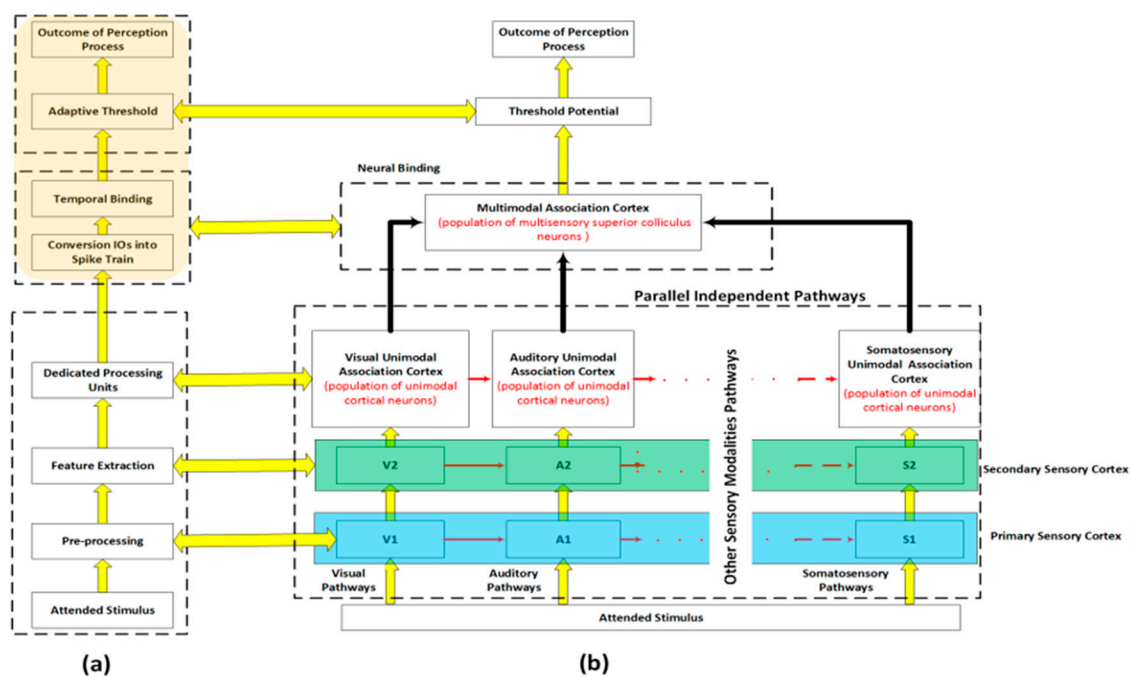 Outcome of Perception
Process
Adaptive Threshold
Temporal Binding
Conversion IOs into
Spike Train
Dedicated Processing
Units
Feature Extraction
Pre-processing
Attended Stimulus
(a)
Outcome of Perception
Process
Threshold Potential
Neural Binding
Multimodal Association Cortex
(population of multisensory superior colliculus
neurons )
Parallel Independent Pathways
Visual Unimodal
Association Cortex
(population of unimodal
cortical neurons)
Auditory Unimodal
Association Cortex
(population of unimodal
cortical neurons)
Other Sensory Modalities Pathways
Somatosensory
Unimodal Association
Cortex
(population of unimodal
cortical neurons)
V2
A2
S2
Secondary Sensory Cortex
V1
A1
S1
Primary Sensory Cortex
Visual
Pathways
Auditory
Pathways
Somatosensory
Pathways
Attended Stimulus
(b)